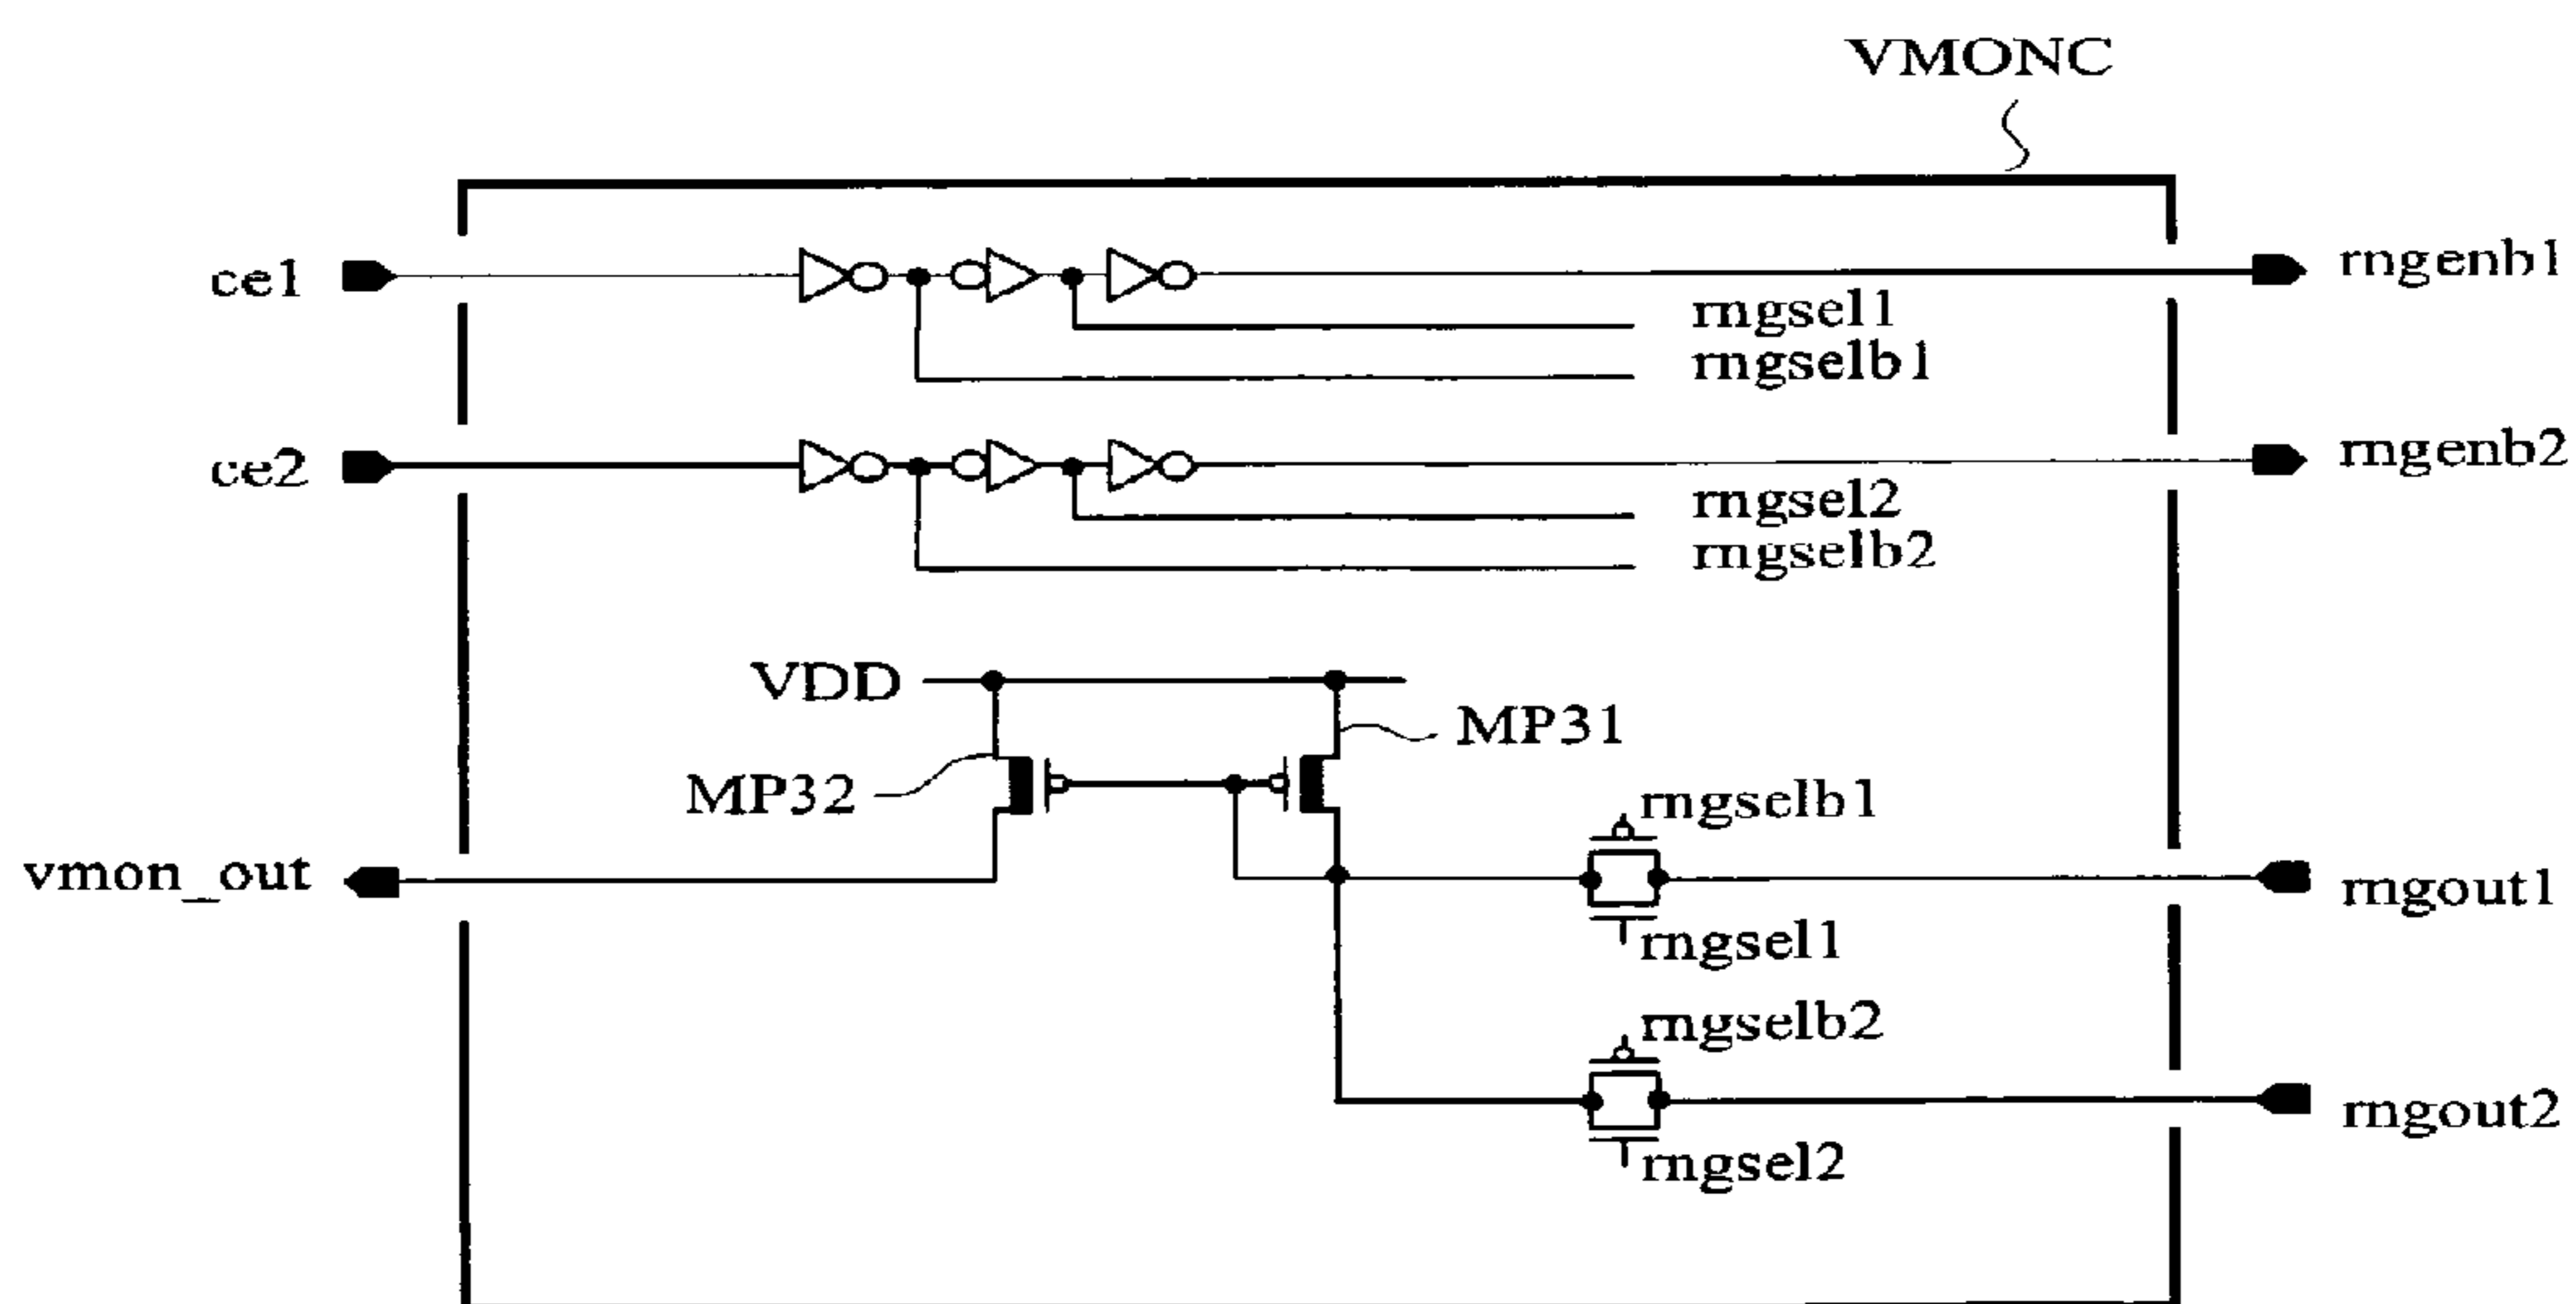 VMONC
ce1
rngenb1
rngsel1
rngselb1
ce2
rngenb2
rngsel2
rngselb2
VDD
MP31
MP32
rngselb1
vmon_out
rngout1
rngsel1
rngselb2
rngout2
rngsel2